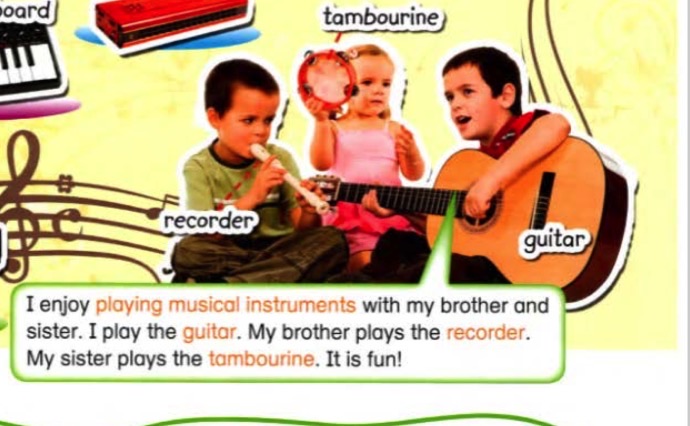 tambourine
recorder
guitar
I enjoy playing musical instruments with my brother and
sister. I play the guitar. My brother plays the recorder.
My sister plays the tambourine. It is fun!